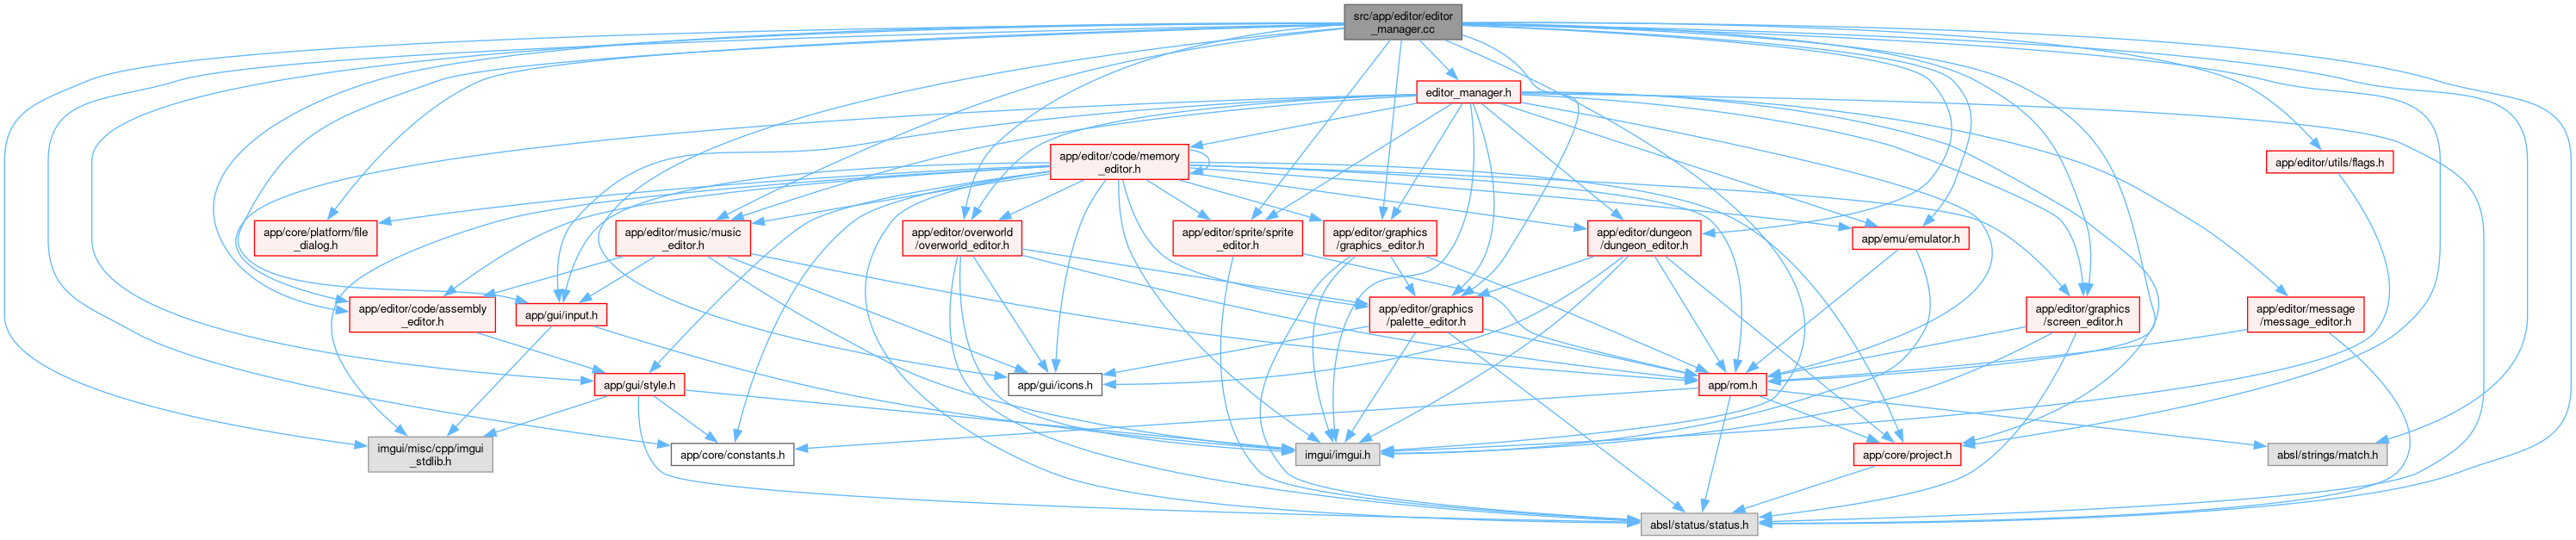 src/app/editor/editor
_manager.cc
editor_manager.h
app/editor/code/memory
_editor.h
app/editor/utils/flags.h
app/core/platform/file
_dialog.h
app/editor/music/music
_editor.h
app/editor/overworld
/overworld_editor.h
app/editor/sprite/sprite
_editor.h
app/editor/graphics
/graphics_editor.h
app/editor/dungeon
/dungeon_editor.h
app/emu/emulator.h
app/editor/code/assembly
_editor.h
app/gui/input.h
app/editor/graphics
/palette_editor.h
app/editor/graphics
/screen_editor.h
app/editor/message
/message_editor.h
app/gui/style.h
app/gui/icons.h
app/rom.h
imgui/misc/cpp/imgui
_stdlib.h
app/core/constants.h
imgui/imgui.h
app/core/project.h
absl/strings/match.h
absl/status/status.h